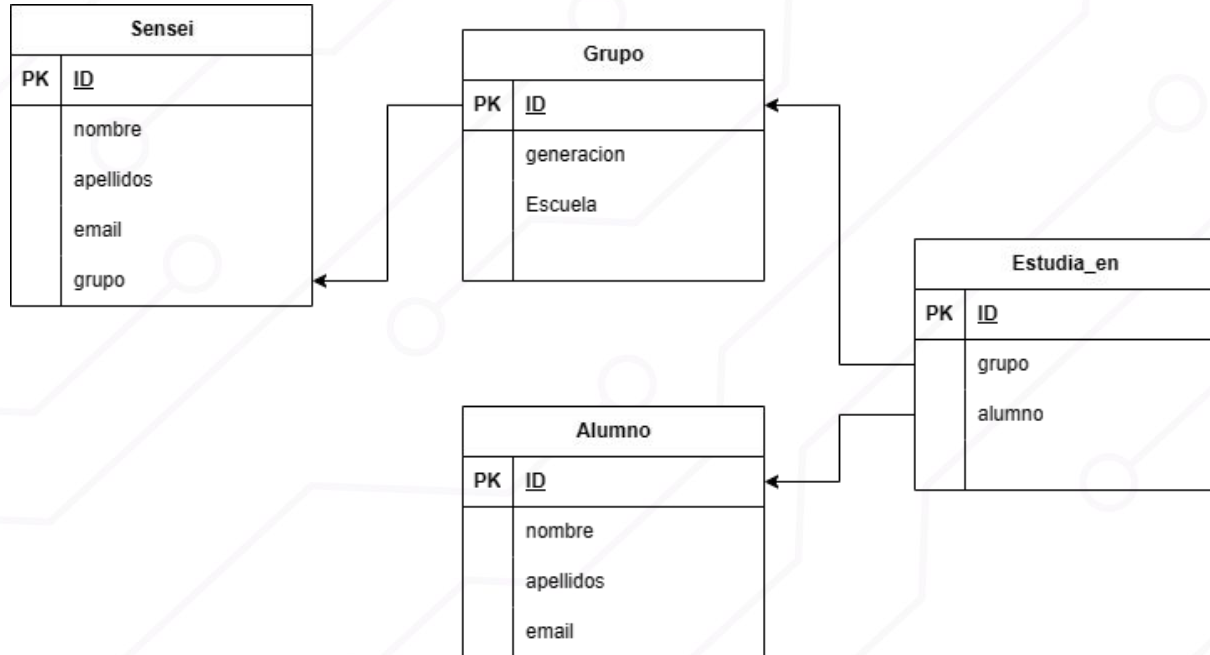 Sensei
PK ID
nombre
apellidos
email
grupo
Grupo
PK ID
generacion
Escuela
Estudia_en
PK ID
grupo
alumno
Alumno
PK ID
nombre
apellidos
email